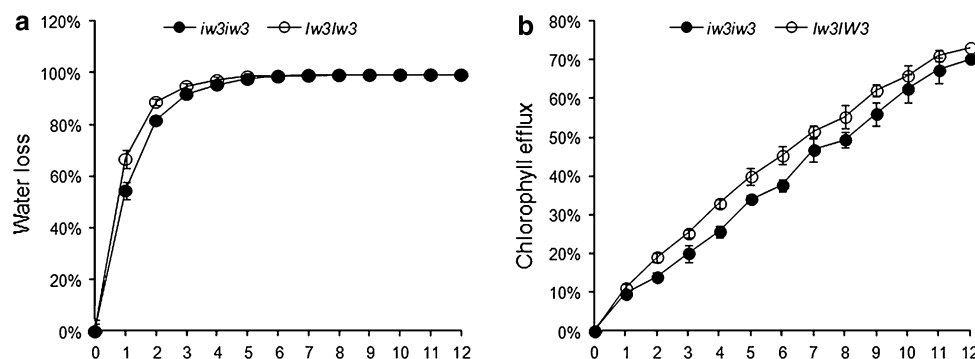 a
iw3iw3
Iw3Iw3
120%
100%
80%
60%
40%
20%
0%
Water loss
0 1 2 3 4 5 6 7 8 9 10 11 12
b
iw3iw3
Iw3IW3
80%
70%
60%
50%
40%
30%
20%
10%
0%
Chlorophyll efflux
0 1 2 3 4 5 6 7 8 9 10 11 12